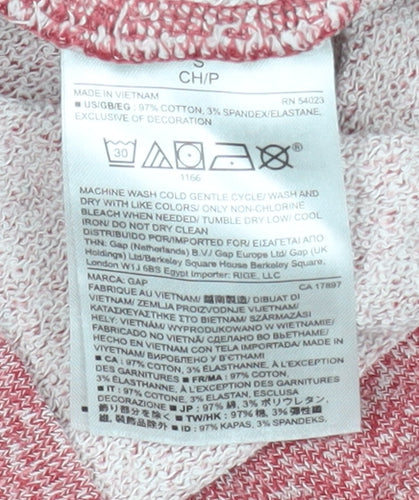 S
CH/P
MADE IN VIETNAM RN 54023
■ US/GB/EG : 97% COTTON, 3% SPANDEX/ELASTANE,
EXCLUSIVE OF DECORATION
30
1166
MACHINE WASH COLD GENTLE CYCLE/ WASH AND
DRY WITH LIKE COLORS/ ONLY NON-CHLORINE
BLEACH WHEN NEEDED/ TUMBLE DRY LOW/ COOL
IRON/ DO NOT DRY CLEAN
DISTRIBUIDO POR/IMPORTED FOR/ ΕΙΣΑΓΕΤΑΙ ΑΠΟ
ΤΗΝ: Gap (Netherlands) B.V./ Gap Europe Ltd/ Gap (UK
Holdings) Ltd/Berkeley Square House Berkeley Square,
London W1J 6BS Egypt Importer: RIGE, LLC
MARCA: GAP CA 17897
FABRIQUE AU VIETNAM/ 越南製造/ DIBUAT DI
VIETNAM/ ZEMLJA PROIZVODNJE VIJETNAM/
ΚΑΤΑΣΚΕΥΑΣΤΗΚΕ ΣΤΟ ΒΙΕΤΝΑΜ/ SZÁRMAZÁSI
HELY: VIETNAM/ WYPRODUKOWANO W WIETNAMIE/
FABRICADO NO VIETNÃ/ СДЕЛАНО ВО ВЬЕТНАМЕ/
HECHO EN VIETNAM CON TELA IMPORTADA/ MADE IN
VIETNAM/ ВИРОБЛЕНО У В'ЄТНАМІ
■ CA : 97% COTON, 3% ÉLASTHANNE, À L'EXCEPTION
DES GARNITURES ■ FR/MA : 97% COTON,
3% ÉLASTHANNE, À L'EXCEPTION DES GARNITURES
■ IT : 97% COTONE, 3% ELASTAN, ESCLUSA
DECORAZIONE ■ JP : 97% 綿, 3% ポリウレタン,
飾り部分を除く ■ TW/HK : 97% 棉, 3% 彈性纖
維, 裝飾品除外 ■ ID : 97% KAPAS, 3% SPANDEKS,